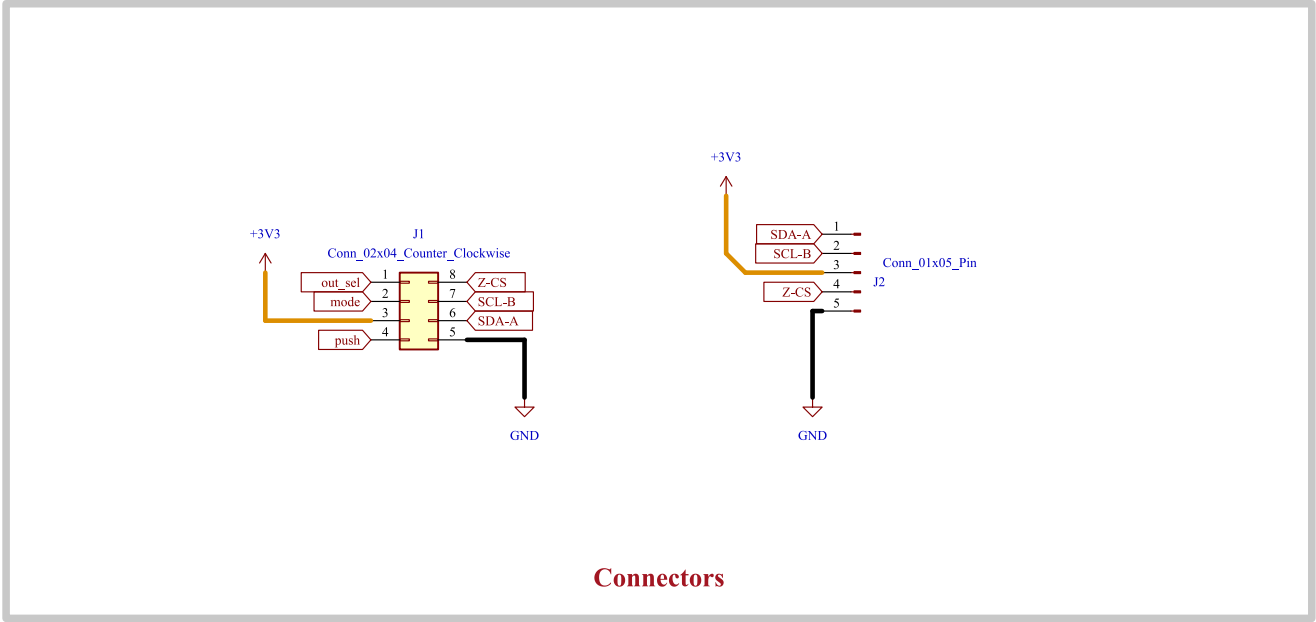 +3V3
+3V3
J1
Conn_02x04_Counter_Clockwise
out_sel 1 8 Z-CS
mode 2 7 SCL-B
3 6 SDA-A
push 4 5
GND
SDA-A 1
SCL-B 2
3 Conn_01x05_Pin
Z-CS 4 J2
5
GND
Connectors